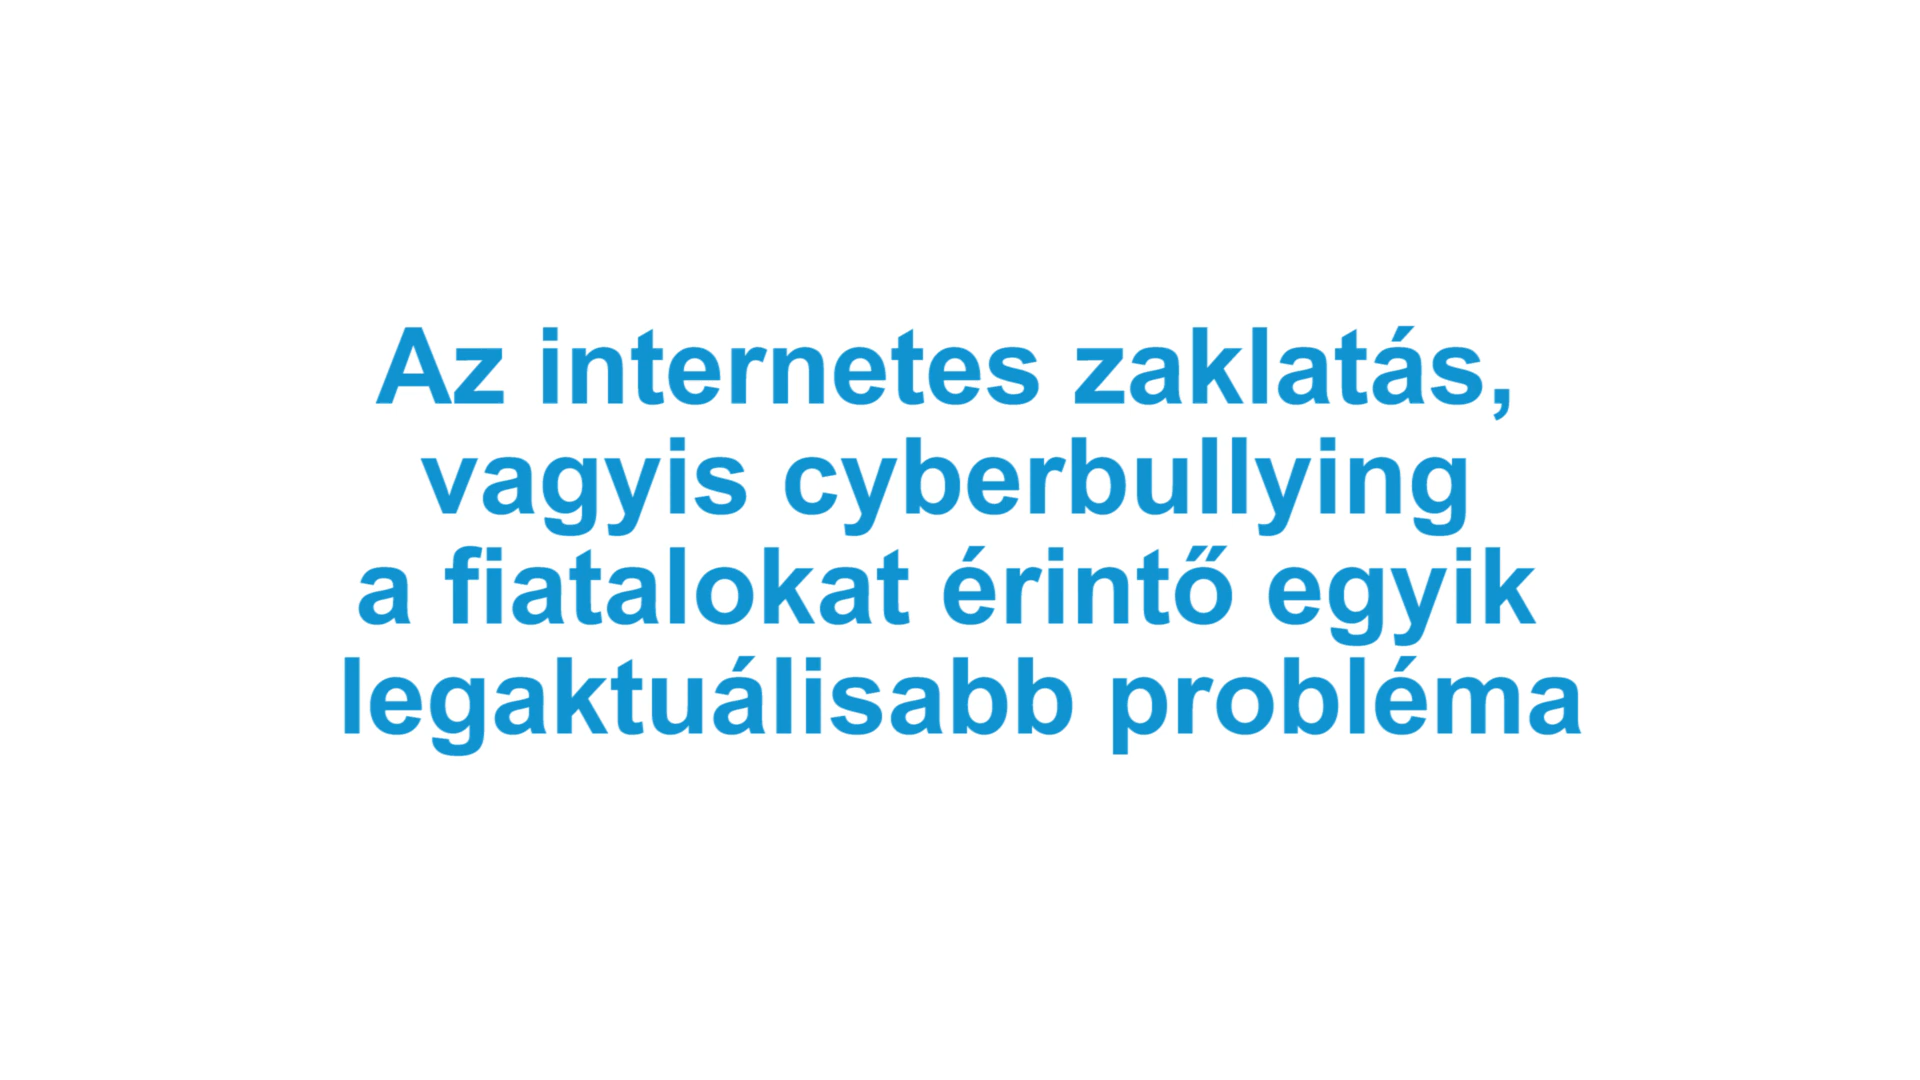 Az internetes zaklatás,
vagyis cyberbullying
a fiatalokat érintő egyik
legaktuálisabb probléma